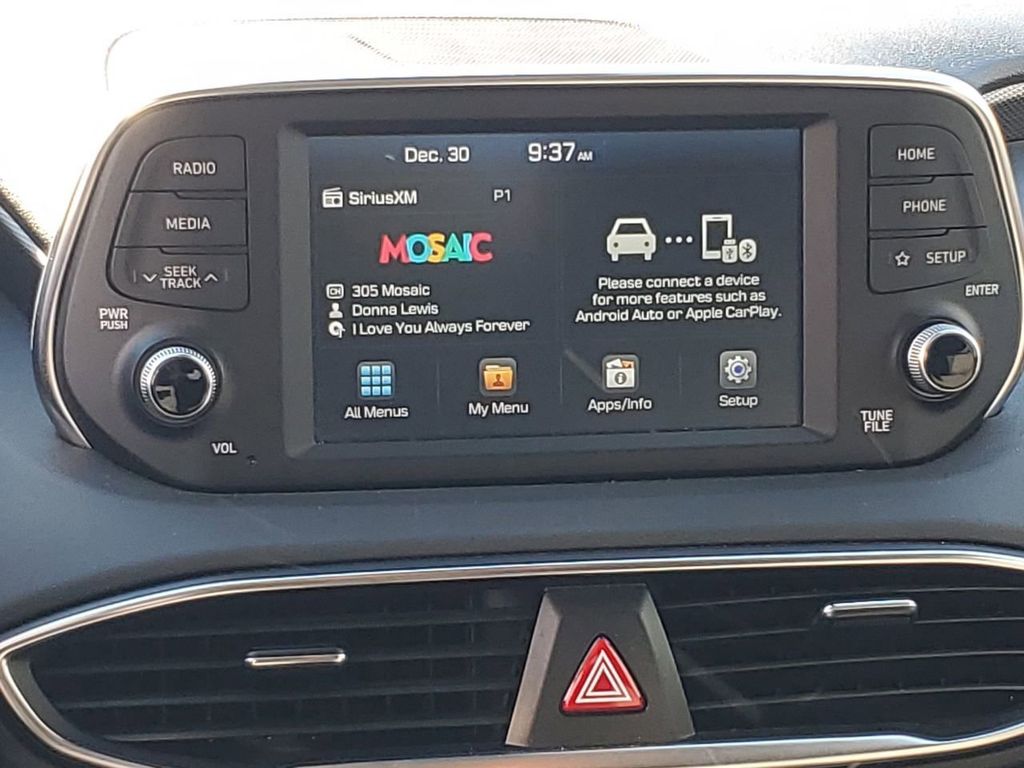 RADIO
MEDIA
SEEK
TRACK
PWR
PUSH
VOL
Dec. 30 9:37 AM
SiriusXM P1
MOSAIC
CH 305 Mosaic
Donna Lewis
I Love You Always Forever
Please connect a device
for more features such as
Android Auto or Apple CarPlay.
All Menus My Menu Apps/Info Setup
HOME
PHONE
SETUP
ENTER
TUNE
FILE